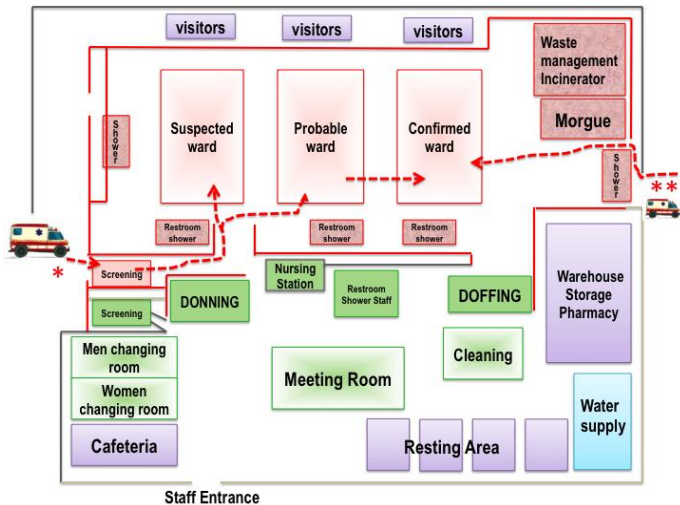 visitors
visitors
visitors
Waste
management
Incinerator
Morgue
Shower
Suspected
ward
Probable
ward
Confirmed
ward
Shower
**
Restroom
shower
Restroom
shower
Restroom
shower
*
Screening
Nursing
Station
DONNING
Restroom
Shower Staff
DOFFING
Warehouse
Storage
Pharmacy
Screening
Men changing
room
Women
changing room
Meeting Room
Cleaning
Water
supply
Cafeteria
Resting Area
Staff Entrance